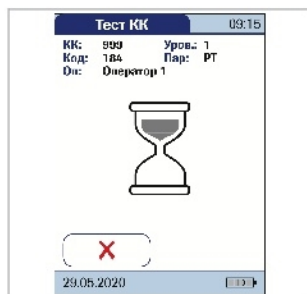 Тест КК 09:15
КК: 999 Уров.: 1
Код: 184 Пар: PT
Оп: Оператор 1
29.05.2020